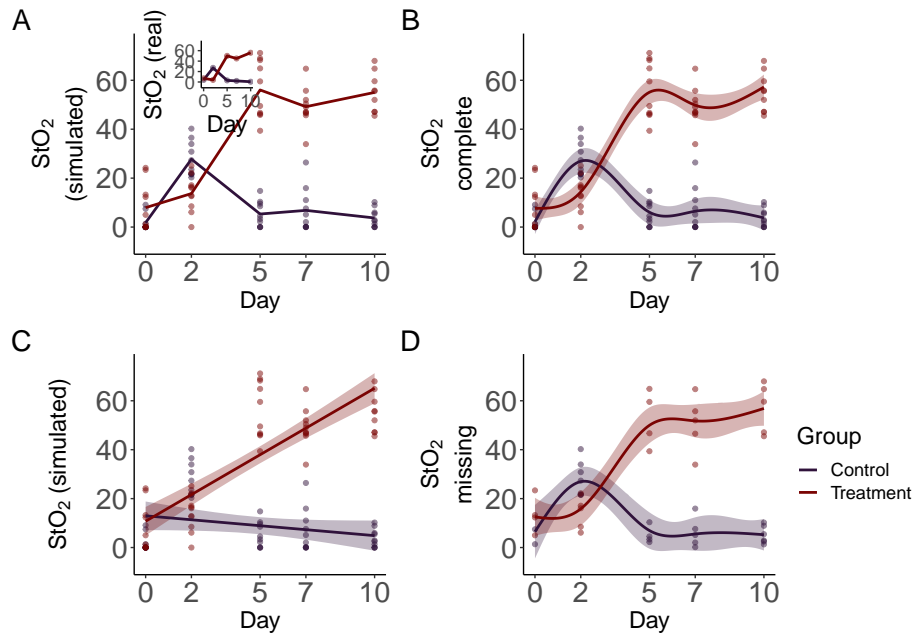 A
StO₂
(simulated)
0
20
40
60
0 2 5 7 10
Day
StO₂ (real)
0
20
40
60
0 5 10
Day
B
StO₂
complete
0
20
40
60
0 2 5 7 10
Day
C
StO₂ (simulated)
0
20
40
60
0 2 5 7 10
Day
D
StO₂
missing
0
20
40
60
0 2 5 7 10
Day
Group
Control
Treatment